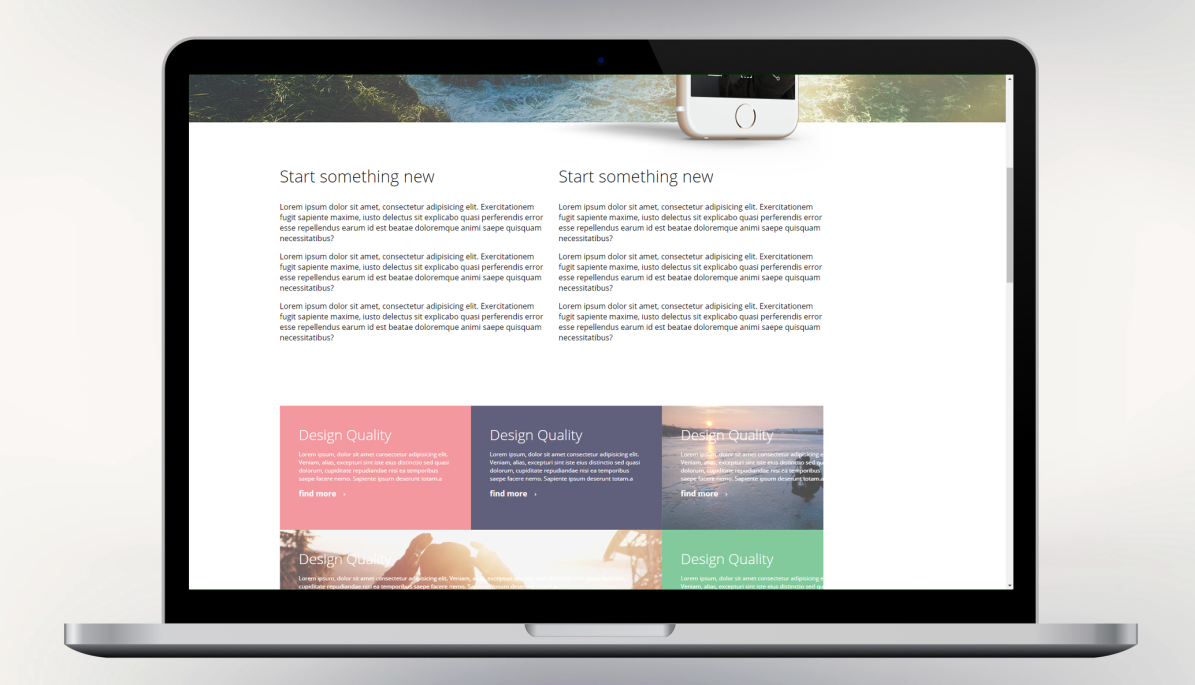 Start something new
Lorem ipsum dolor sit amet, consectetur adipisicing elit. Exercitationem
fugit sapiente maxime, iusto delectus sit explicabo quasi perferendis error
esse repellendus earum id est beatae doloremque animi saepe quisquam
necessitatibus?
Lorem ipsum dolor sit amet, consectetur adipisicing elit. Exercitationem
fugit sapiente maxime, iusto delectus sit explicabo quasi perferendis error
esse repellendus earum id est beatae doloremque animi saepe quisquam
necessitatibus?
Lorem ipsum dolor sit amet, consectetur adipisicing elit. Exercitationem
fugit sapiente maxime, iusto delectus sit explicabo quasi perferendis error
esse repellendus earum id est beatae doloremque animi saepe quisquam
necessitatibus?
Start something new
Lorem ipsum dolor sit amet, consectetur adipisicing elit. Exercitationem
fugit sapiente maxime, iusto delectus sit explicabo quasi perferendis error
esse repellendus earum id est beatae doloremque animi saepe quisquam
necessitatibus?
Lorem ipsum dolor sit amet, consectetur adipisicing elit. Exercitationem
fugit sapiente maxime, iusto delectus sit explicabo quasi perferendis error
esse repellendus earum id est beatae doloremque animi saepe quisquam
necessitatibus?
Lorem ipsum dolor sit amet, consectetur adipisicing elit. Exercitationem
fugit sapiente maxime, iusto delectus sit explicabo quasi perferendis error
esse repellendus earum id est beatae doloremque animi saepe quisquam
necessitatibus?
Design Quality
Lorem ipsum, dolor sit amet consectetur adipisicing elit.
Veniam, alias, excepturi sint iste eius distinctio sed quasi
dolorum, cupiditate repudiandae nisi ea temporibus
saepe facere nemo. Sapiente ipsum deserunt totam.a
find more ›
Design Quality
Lorem ipsum, dolor sit amet consectetur adipisicing elit.
Veniam, alias, excepturi sint iste eius distinctio sed quasi
dolorum, cupiditate repudiandae nisi ea temporibus
saepe facere nemo. Sapiente ipsum deserunt totam.a
find more ›
Design Quality
Lorem ipsum, dolor sit amet consectetur adipisicing e
Veniam, alias, excepturi sint iste eius distinctio sed qu
dolorum, cupiditate repudiandae nisi ea temporibus
saepe facere nemo. Sapiente ipsum deserunt totam.a
find more ›
Design Quality
Lorem ipsum, dolor sit amet consectetur adipisicing elit. Veniam, alias, excepturi
cupiditate repudiandae nisi ea temporibus saepe facere nemo.
Design Quality
Lorem ipsum, dolor sit amet consectetur adipisicing e